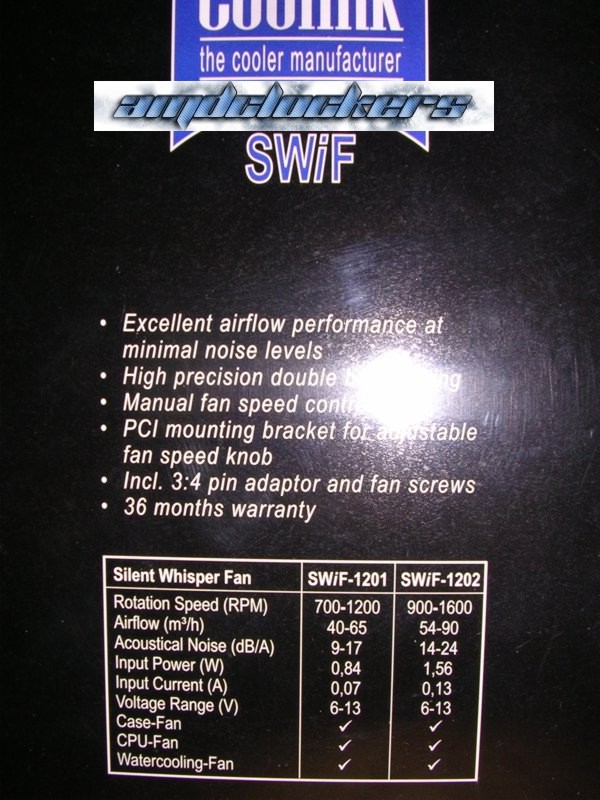 the cooler manufacturer
amdclockers
SWiF
• Excellent airflow performance at
minimal noise levels
• High precision double
• Manual fan speed
• PCI mounting bracket for adjustable
fan speed knob
• Incl. 3:4 pin adaptor and fan screws
• 36 months warranty
Silent Whisper Fan SWiF-1201 SWiF-1202
Rotation Speed (RPM) 700-1200 900-1600
Airflow (m³/h) 40-65 54-90
Acoustical Noise (dB/A) 9-17 14-24
Input Power (W) 0,84 1,56
Input Current (A) 0,07 0,13
Voltage Range (V) 6-13 6-13
Case-Fan ✓ ✓
CPU-Fan ✓ ✓
Watercooling-Fan ✓ ✓